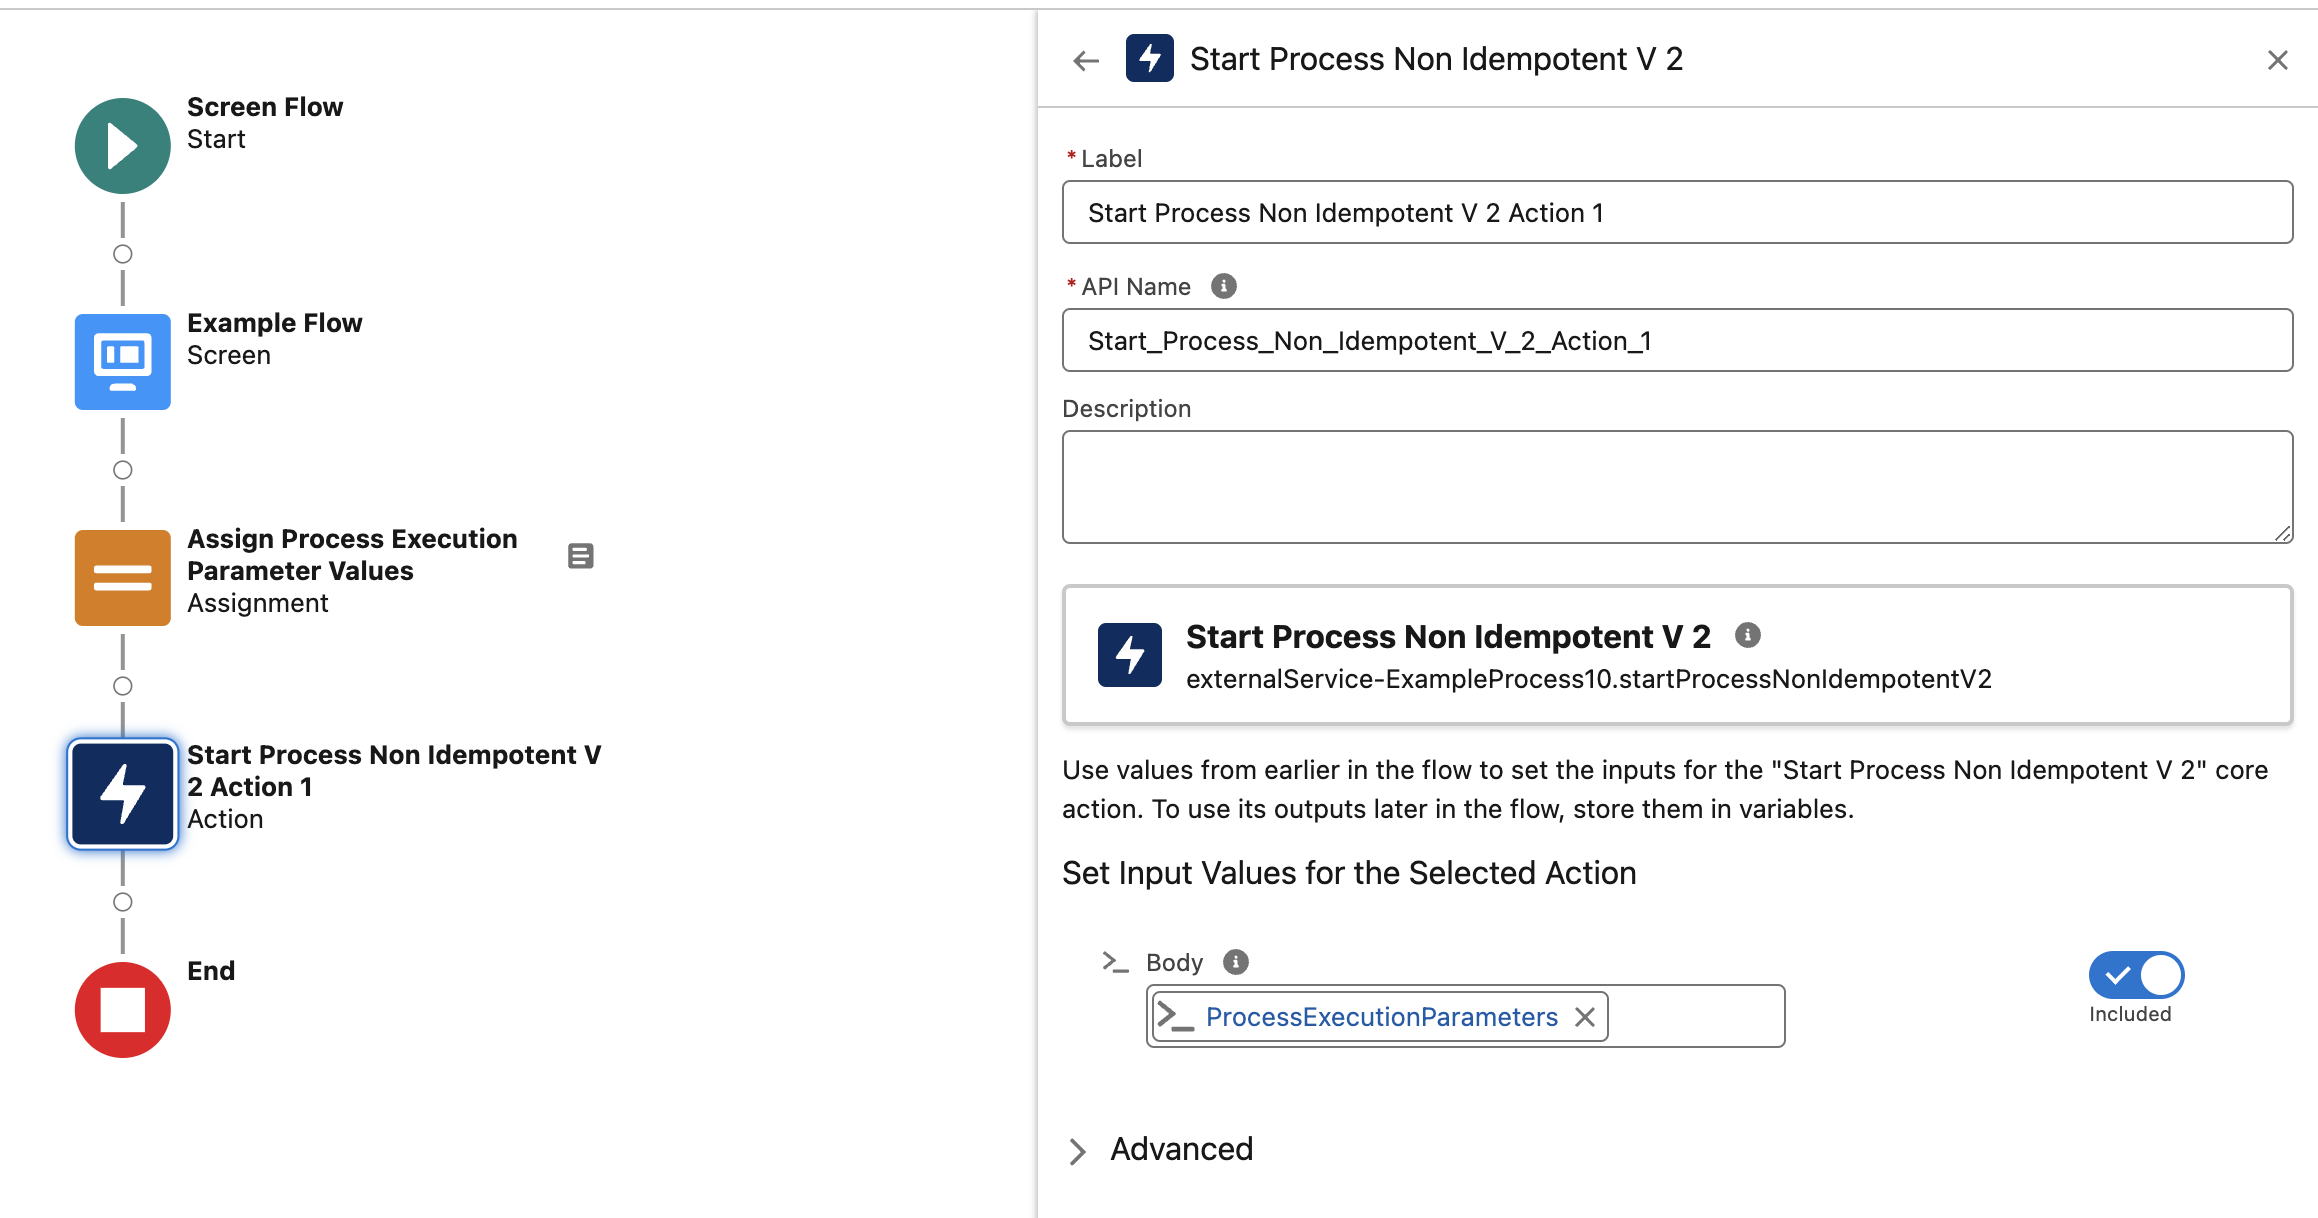 Screen Flow
Start
Example Flow
Screen
Assign Process Execution
Parameter Values
Assignment
Start Process Non Idempotent V
2 Action 1
Action
End
Start Process Non Idempotent V 2
* Label
Start Process Non Idempotent V 2 Action 1
* API Name
Start_Process_Non_Idempotent_V_2_Action_1
Description
Start Process Non Idempotent V 2
externalService-ExampleProcess10.startProcessNonIdempotentV2
Use values from earlier in the flow to set the inputs for the "Start Process Non Idempotent V 2" core
action. To use its outputs later in the flow, store them in variables.
Set Input Values for the Selected Action
Body
ProcessExecutionParameters
Included
Advanced